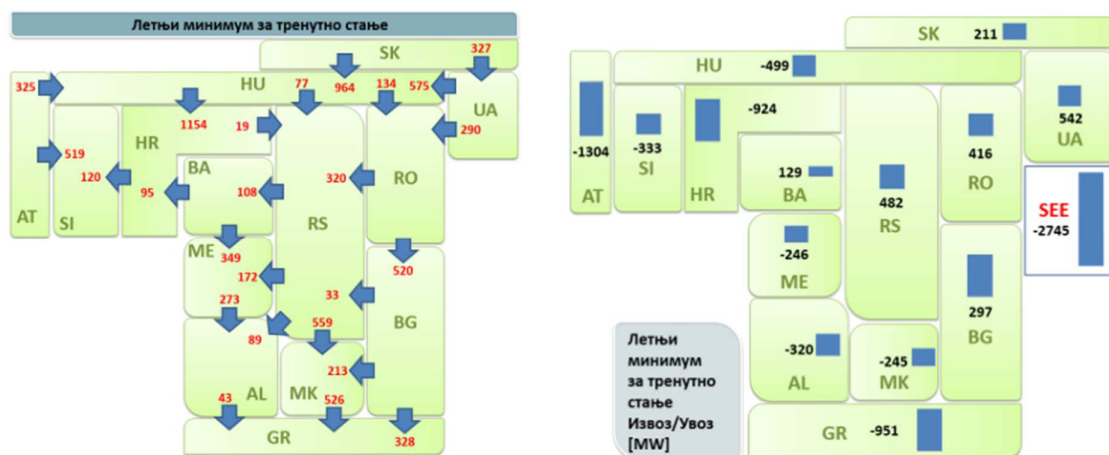 Летњи минимум за тренутно стање
SK
327
325
HU
77
964
134
575
UA
1154
19
290
HR
519
120
95
BA
108
320
RO
AT
SI
RS
ME
349
172
520
273
33
559
BG
89
213
43
AL
MK
526
GR
328
SK
211
HU
-499
-924
542
UA
-1304
-333
SI
416
129
RO
AT
HR
BA
482
RS
SEE
-2745
-246
ME
297
BG
Летњи
минимум
за тренутно
стање
Извоз/Увоз
[MW]
-320
-245
AL
MK
GR
-951